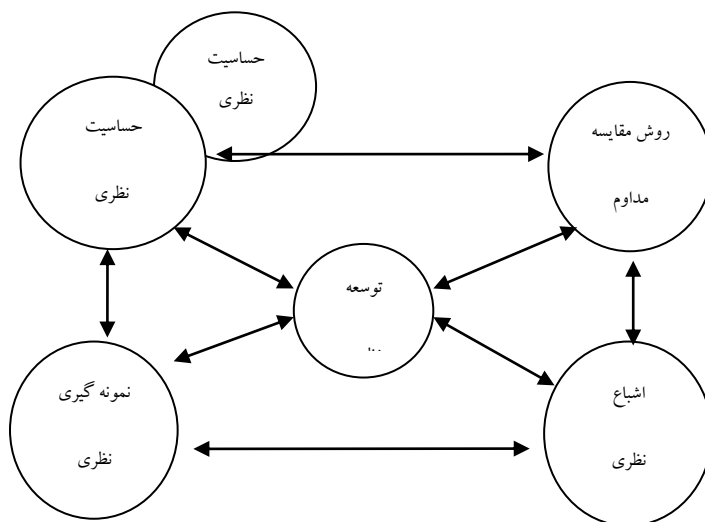 حساسیت
نظری
حساسیت
نظری
روش مقایسه
مداوم
توسعه
نمونه گیری
نظری
اشباع
نظری